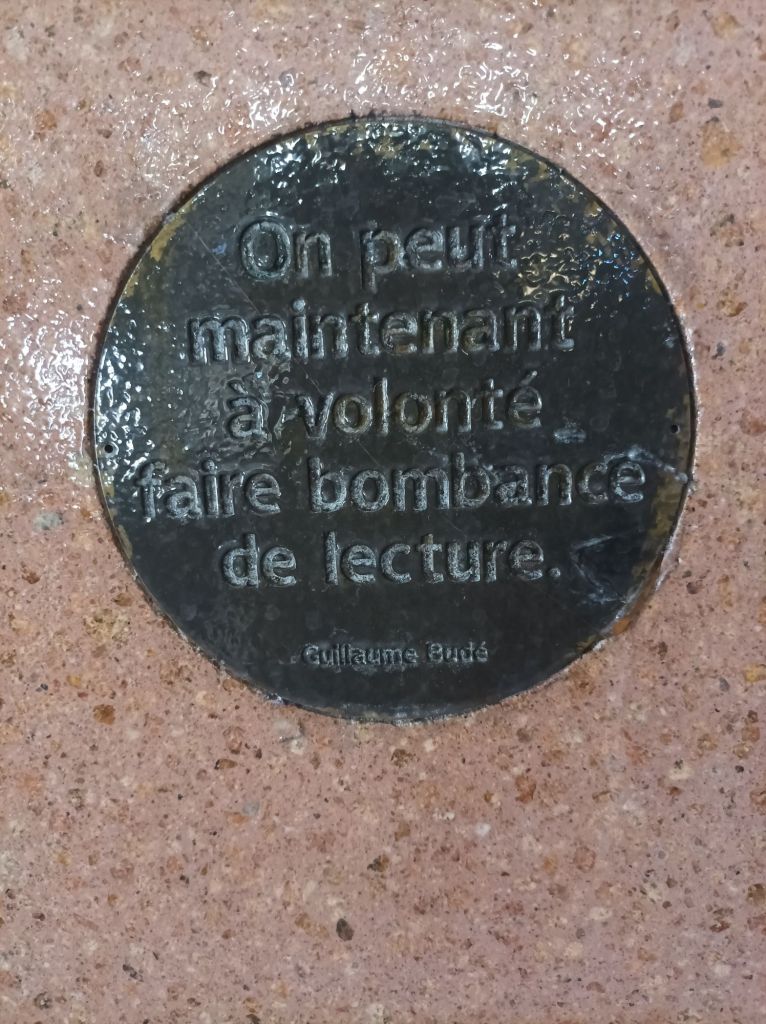 On peut
maintenant
à volonté
faire bombance
de lecture.
Guillaume Budé